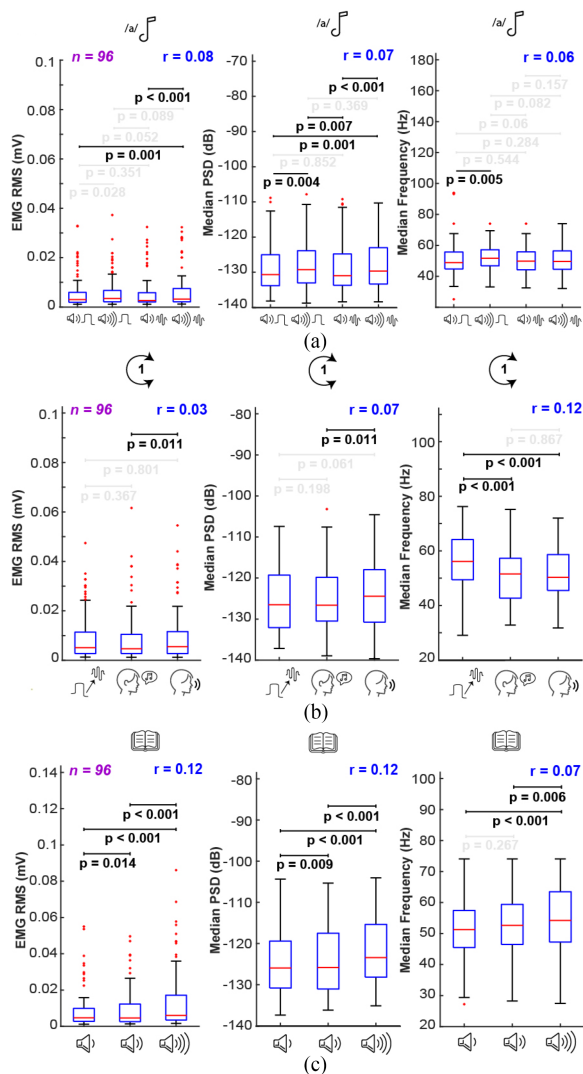 /a/ /a/ /a/
n = 96 r = 0.08 r = 0.07 r = 0.06
EMG RMS (mV)
0.1
0.08
0.06
0.04
0.02
0
p < 0.001
p = 0.089
p = 0.052
p = 0.001
p = 0.351
p = 0.028
Median PSD (dB)
-70
-80
-90
-100
-110
-120
-130
-140
p < 0.001
p = 0.369
p = 0.007
p = 0.001
p = 0.852
p = 0.004
Median Frequency (Hz)
180
160
140
120
100
80
60
40
p = 0.157
p = 0.082
p = 0.06
p = 0.284
p = 0.544
p = 0.005
(a)
1 1 1
n = 96 r = 0.03 r = 0.07 r = 0.12
EMG RMS (mV)
0.1
0.08
0.06
0.04
0.02
0
p = 0.011
p = 0.801
p = 0.367
Median PSD (dB)
-80
-90
-100
-110
-120
-130
-140
p = 0.011
p = 0.061
p = 0.198
Median Frequency (Hz)
100
80
60
40
20
p = 0.867
p < 0.001
p < 0.001
(b)
n = 96 r = 0.12 r = 0.12 r = 0.07
EMG RMS (mV)
0.14
0.12
0.1
0.08
0.06
0.04
0.02
0
p < 0.001
p < 0.001
p = 0.014
Median PSD (dB)
-80
-90
-100
-110
-120
-130
-140
p < 0.001
p < 0.001
p = 0.009
Median Frequency (Hz)
100
90
80
70
60
50
40
30
20
p = 0.006
p < 0.001
p = 0.267
(c)